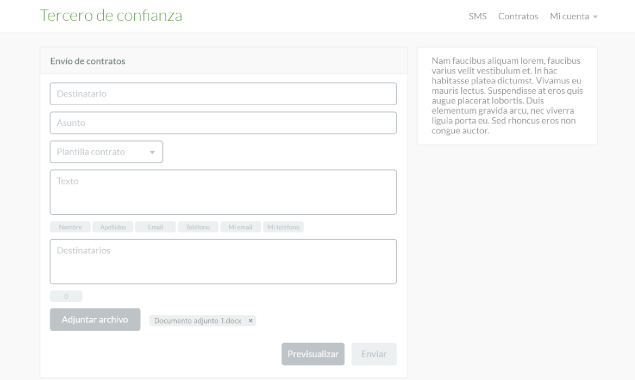 Tercero de confianza
SMS Contratos Mi cuenta
Envío de contratos
Destinatario
Asunto
Plantilla contrato
Texto
Nombre Apellidos Email Teléfono Mi email Mi teléfono
Destinatarios
0
Adjuntar archivo Documento adjunto 1.docx ×
Previsualizar Enviar
Nam faucibus aliquam lorem, faucibus
varius velit vestibulum et. In hac
habitasse platea dictumst. Vivamus eu
mauris lectus. Suspendisse at eros quis
augue placerat lobortis. Duis
elementum gravida arcu, nec viverra
ligula porta eu. Sed rhoncus eros non
congue auctor.